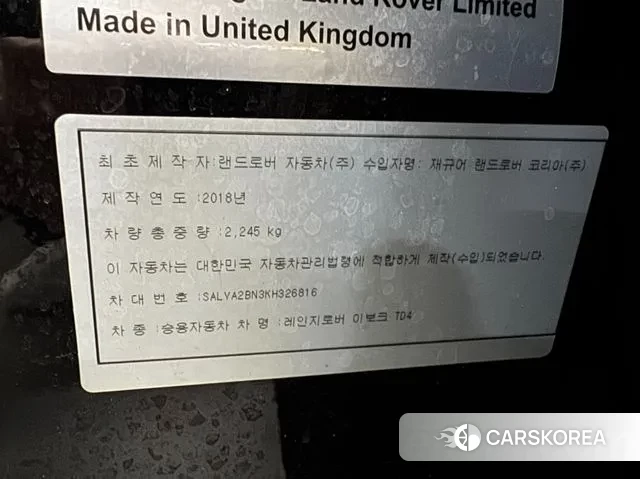 Land Rover Limited
Made in United Kingdom
최 초 제 작 자:랜드로버 자동차(주) 수입자명: 재규어 랜드로버 코리아(주)
제 작 연 도 :2018년
차 량 총 중 량 :2,245 kg
이 자동차는 대한민국 자동차관리법령에 적합하게 제작(수입)되었습니다.
차 대 번 호 :SALVA2BN3KH326816
차 종 :승용자동차 차 명 :레인지로버 이보크 TD4
CARSKOREA